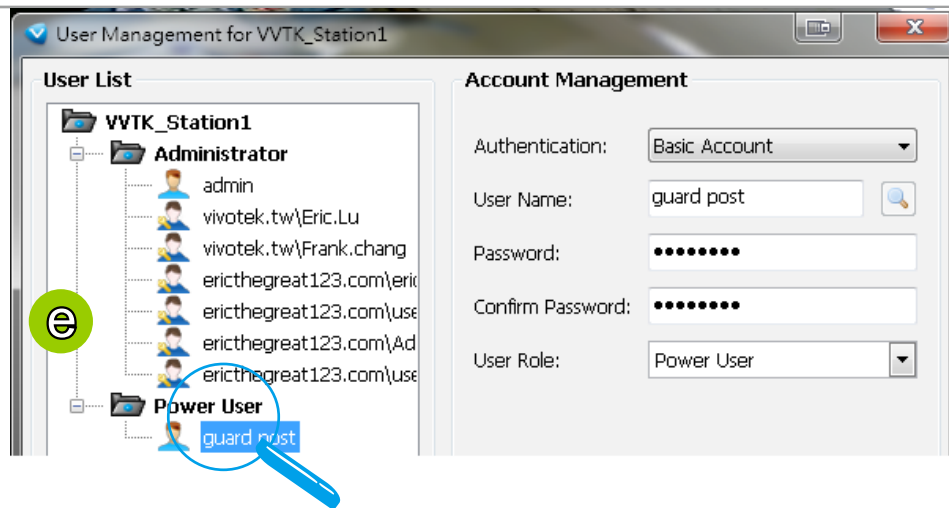 User Management for VVTK_Station1
User List
VVTK_Station1
Administrator
admin
vivotek.tw\Eric.Lu
vivotek.tw\Frank.chang
ericthegreat123.com\eri
ericthegreat123.com\use
ericthegreat123.com\Ad
ericthegreat123.com\use
Power User
guard post
e
Account Management
Authentication: Basic Account
User Name: guard post
Password: ••••••••
Confirm Password: ••••••••
User Role: Power User